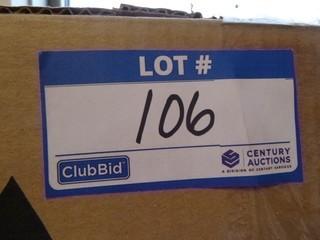 LOT #
106
ClubBid
CENTURY
AUCTIONS
A DIVISION OF CENTURY SERVICES